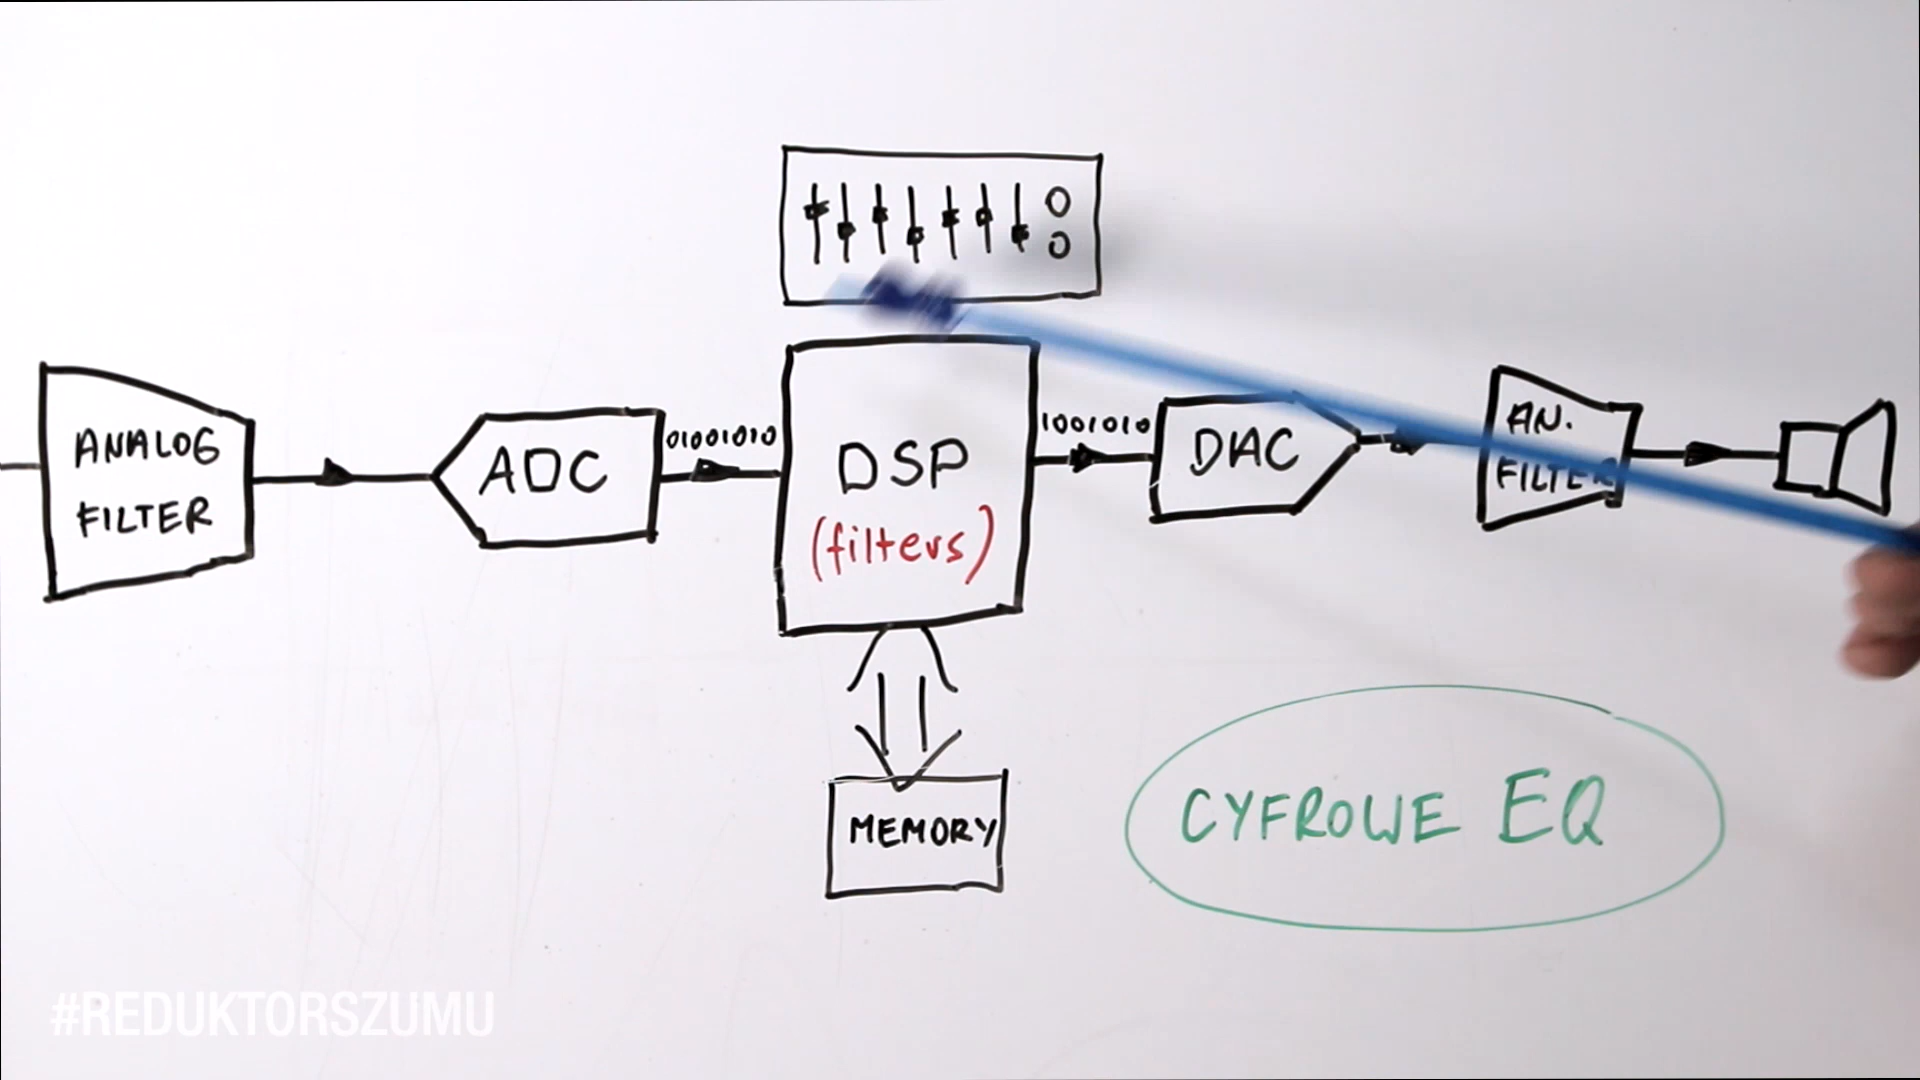 ANALOG
FILTER
ADC
01001010
DSP
(filters)
1001010
DAC
AN.
FILTER
MEMORY
CYFROWE EQ
#REDUKTORSZUMU